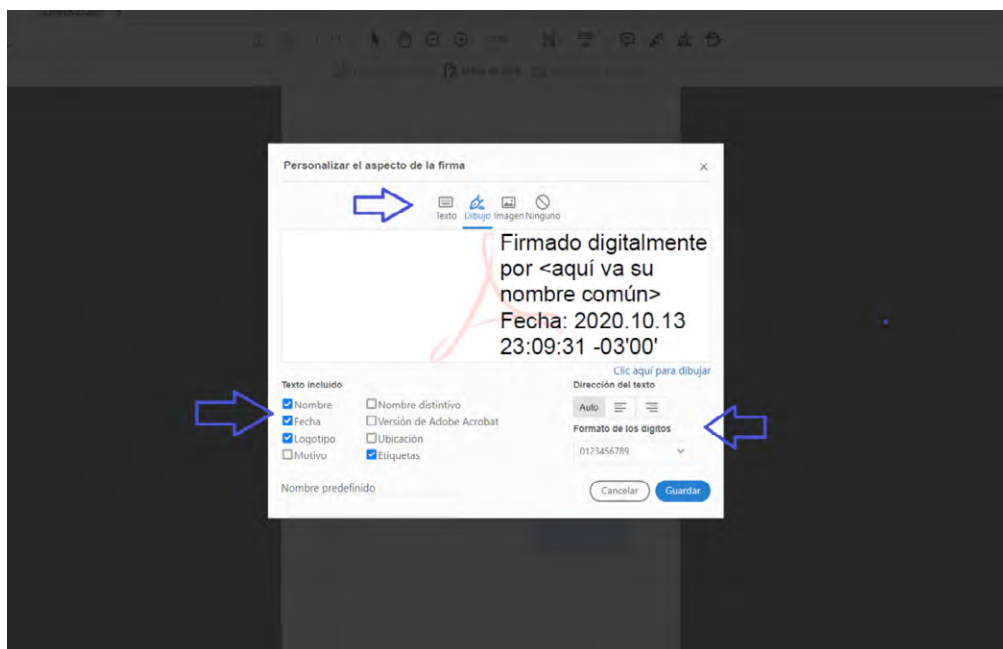 Personalizar el aspecto de la firma
Texto Dibujo Imagen Ninguno
Firmado digitalmente
por <aquí va su
nombre común>
Fecha: 2020.10.13
23:09:31 -03'00'
Clic aquí para dibujar
Texto incluido
Nombre
Nombre distintivo
Fecha
Versión de Adobe Acrobat
Logotipo
Ubicación
Motivo
Etiquetas
Dirección del texto
Auto
Formato de los dígitos
0123456789
Nombre predefinido
Cancelar
Guardar